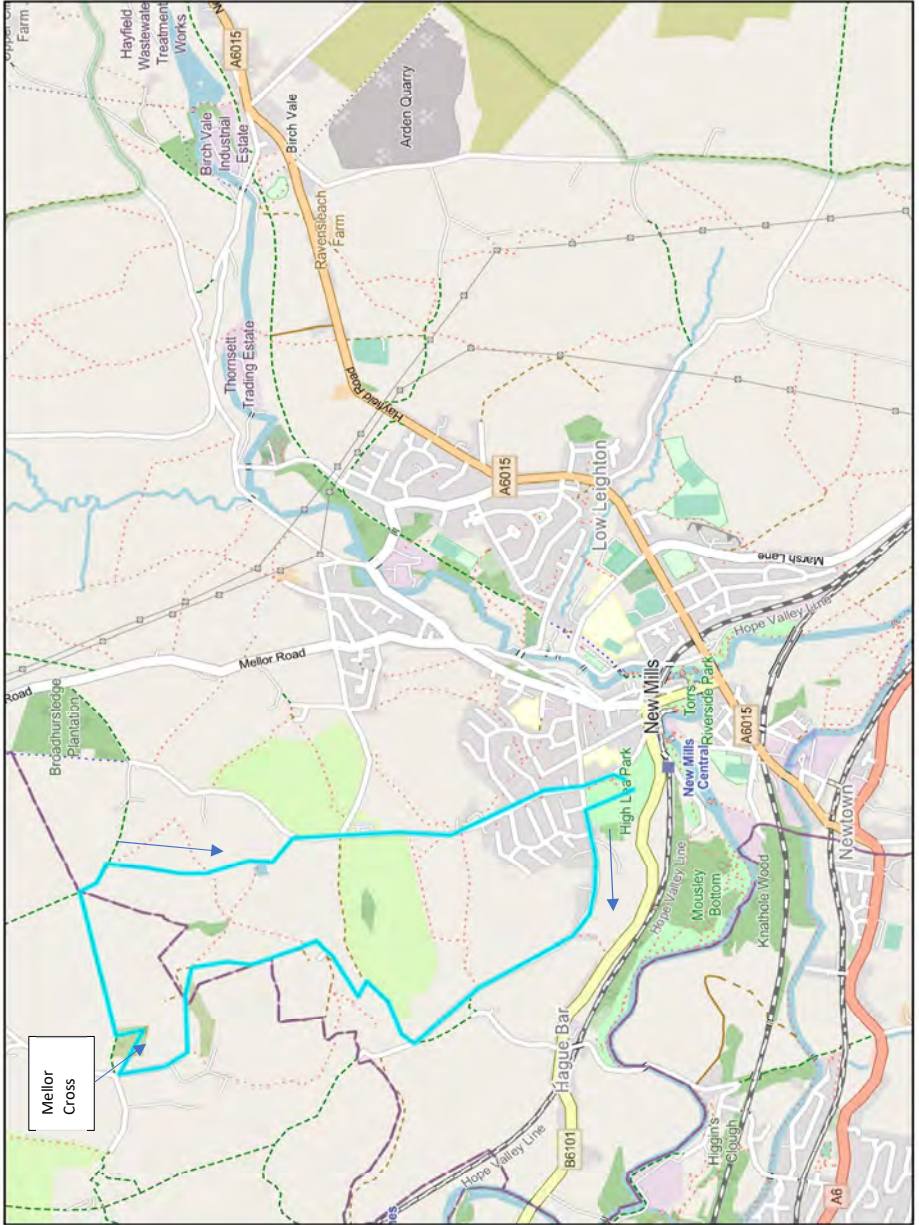 Farm
Hayfield
Wastewater
Treatment
Works
A6015
Birch Vale
Industrial
Estate
Birch Vale
Arden Quarry
Ravensleach
Farm
Thornsett
Trading Estate
Hayfield Road
A6015
Low Leighton
Marsh Lane
Hope Valley Line
Road
Mellor Road
Broadhursledge
Plantation
New Mills
Torrs
Riverside Park
A6015
New Mills
Central
High Lea Park
Newtown
Hope Valley Line
Mousley
Bottom
Knathole Wood
Mellor
Cross
Hague Bar
B6101
Hope Valley Line
Higgin's
Clough
A6